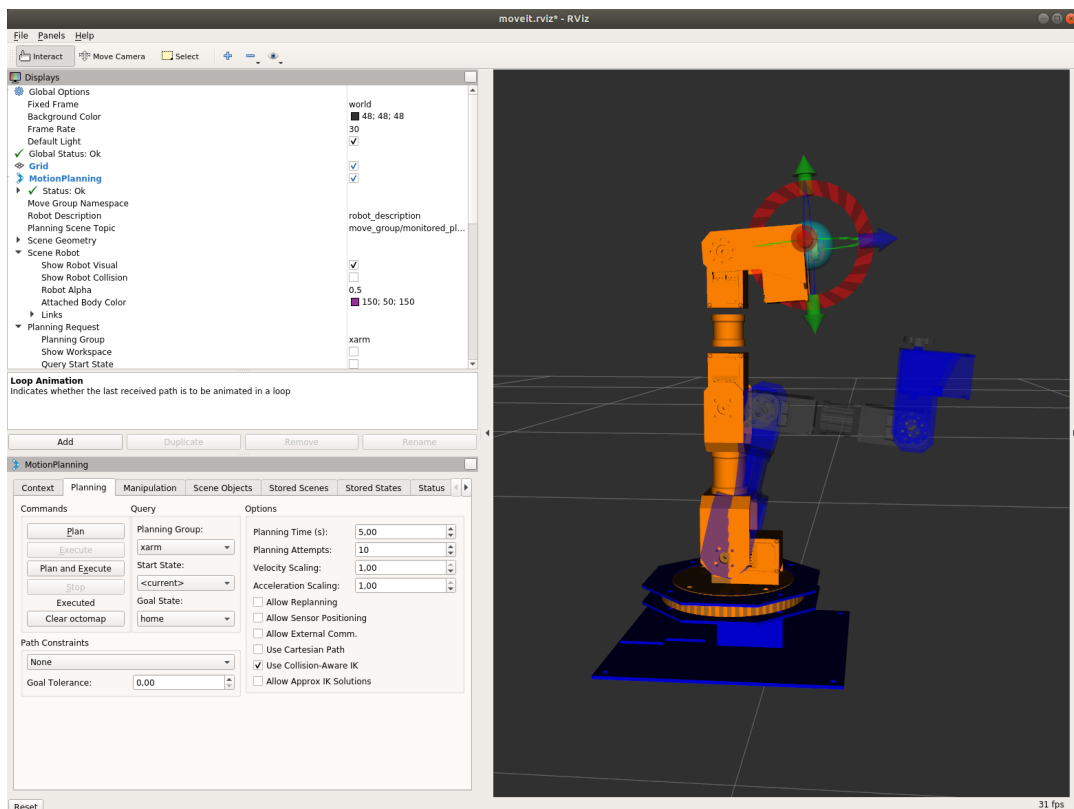 moveit.rviz* - RViz
File Panels Help
Interact Move Camera Select
Displays
Global Options
Fixed Frame world
Background Color 48; 48; 48
Frame Rate 30
Default Light
Global Status: Ok
Grid
MotionPlanning
Status: Ok
Move Group Namespace
Robot Description robot_description
Planning Scene Topic move_group/monitored_pl...
Scene Geometry
Scene Robot
Show Robot Visual
Show Robot Collision
Robot Alpha 0,5
Attached Body Color 150; 50; 150
Links
Planning Request
Planning Group xarm
Show Workspace
Query Start State
Loop Animation
Indicates whether the last received path is to be animated in a loop
Add Duplicate Remove Rename
MotionPlanning
Context Planning Manipulation Scene Objects Stored Scenes Stored States Status
Commands Query Options
Plan Planning Group: Planning Time (s): 5,00
Execute xarm Planning Attempts: 10
Plan and Execute Start State: Velocity Scaling: 1,00
Stop <current> Acceleration Scaling: 1,00
Executed Goal State: Allow Replanning
Clear octomap home Allow Sensor Positioning
Allow External Comm.
Path Constraints Use Cartesian Path
None Use Collision-Aware IK
Goal Tolerance: 0,00 Allow Approx IK Solutions
Reset 31 fps